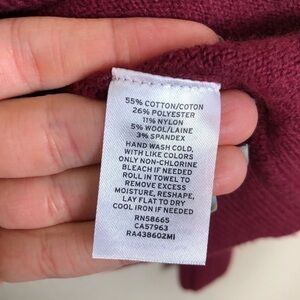 55% COTTON/COTON
26% POLYESTER
11% NYLON
5% WOOL/LAINE
3% SPANDEX
HAND WASH COLD,
WITH LIKE COLORS
ONLY NON-CHLORINE
BLEACH IF NEEDED
ROLL IN TOWEL TO
REMOVE EXCESS
MOISTURE, RESHAPE,
LAY FLAT TO DRY
COOL IRON IF NEEDED
RN58665
CA57963
RA438602MI